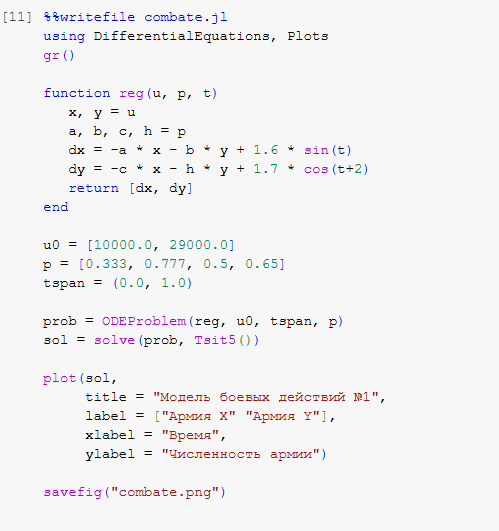 [11] %%writefile combate.jl
using DifferentialEquations, Plots
gr()
function reg(u, p, t)
x, y = u
a, b, c, h = p
dx = -a * x - b * y + 1.6 * sin(t)
dy = -c * x - h * y + 1.7 * cos(t+2)
return [dx, dy]
end
u0 = [10000.0, 29000.0]
p = [0.333, 0.777, 0.5, 0.65]
tspan = (0.0, 1.0)
prob = ODEProblem(reg, u0, tspan, p)
sol = solve(prob, Tsit5())
plot(sol,
title = "Модель боевых действий №1",
label = ["Армия X" "Армия Y"],
xlabel = "Время",
ylabel = "Численность армии")
savefig("combate.png")